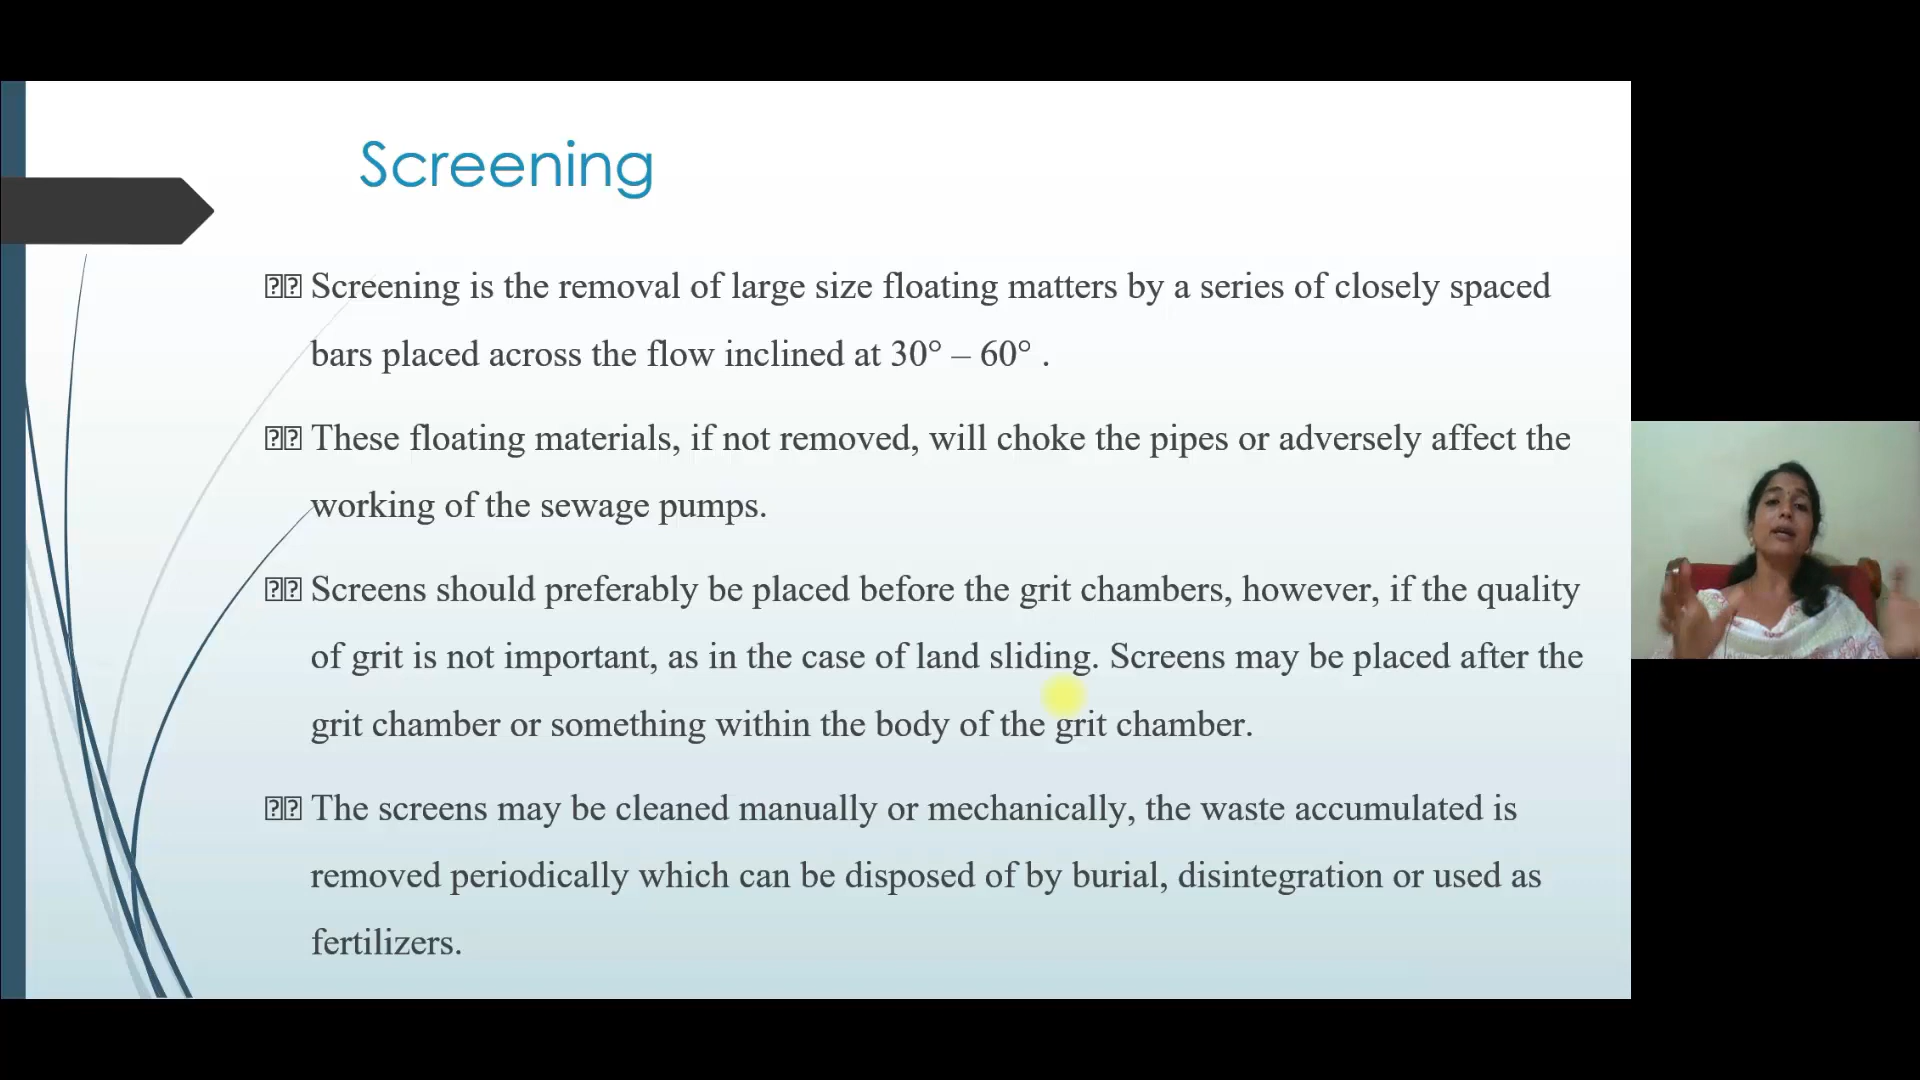 Screening
Screening is the removal of large size floating matters by a series of closely spaced
bars placed across the flow inclined at 30° – 60° .
These floating materials, if not removed, will choke the pipes or adversely affect the
working of the sewage pumps.
Screens should preferably be placed before the grit chambers, however, if the quality
of grit is not important, as in the case of land sliding. Screens may be placed after the
grit chamber or something within the body of the grit chamber.
The screens may be cleaned manually or mechanically, the waste accumulated is
removed periodically which can be disposed of by burial, disintegration or used as
fertilizers.